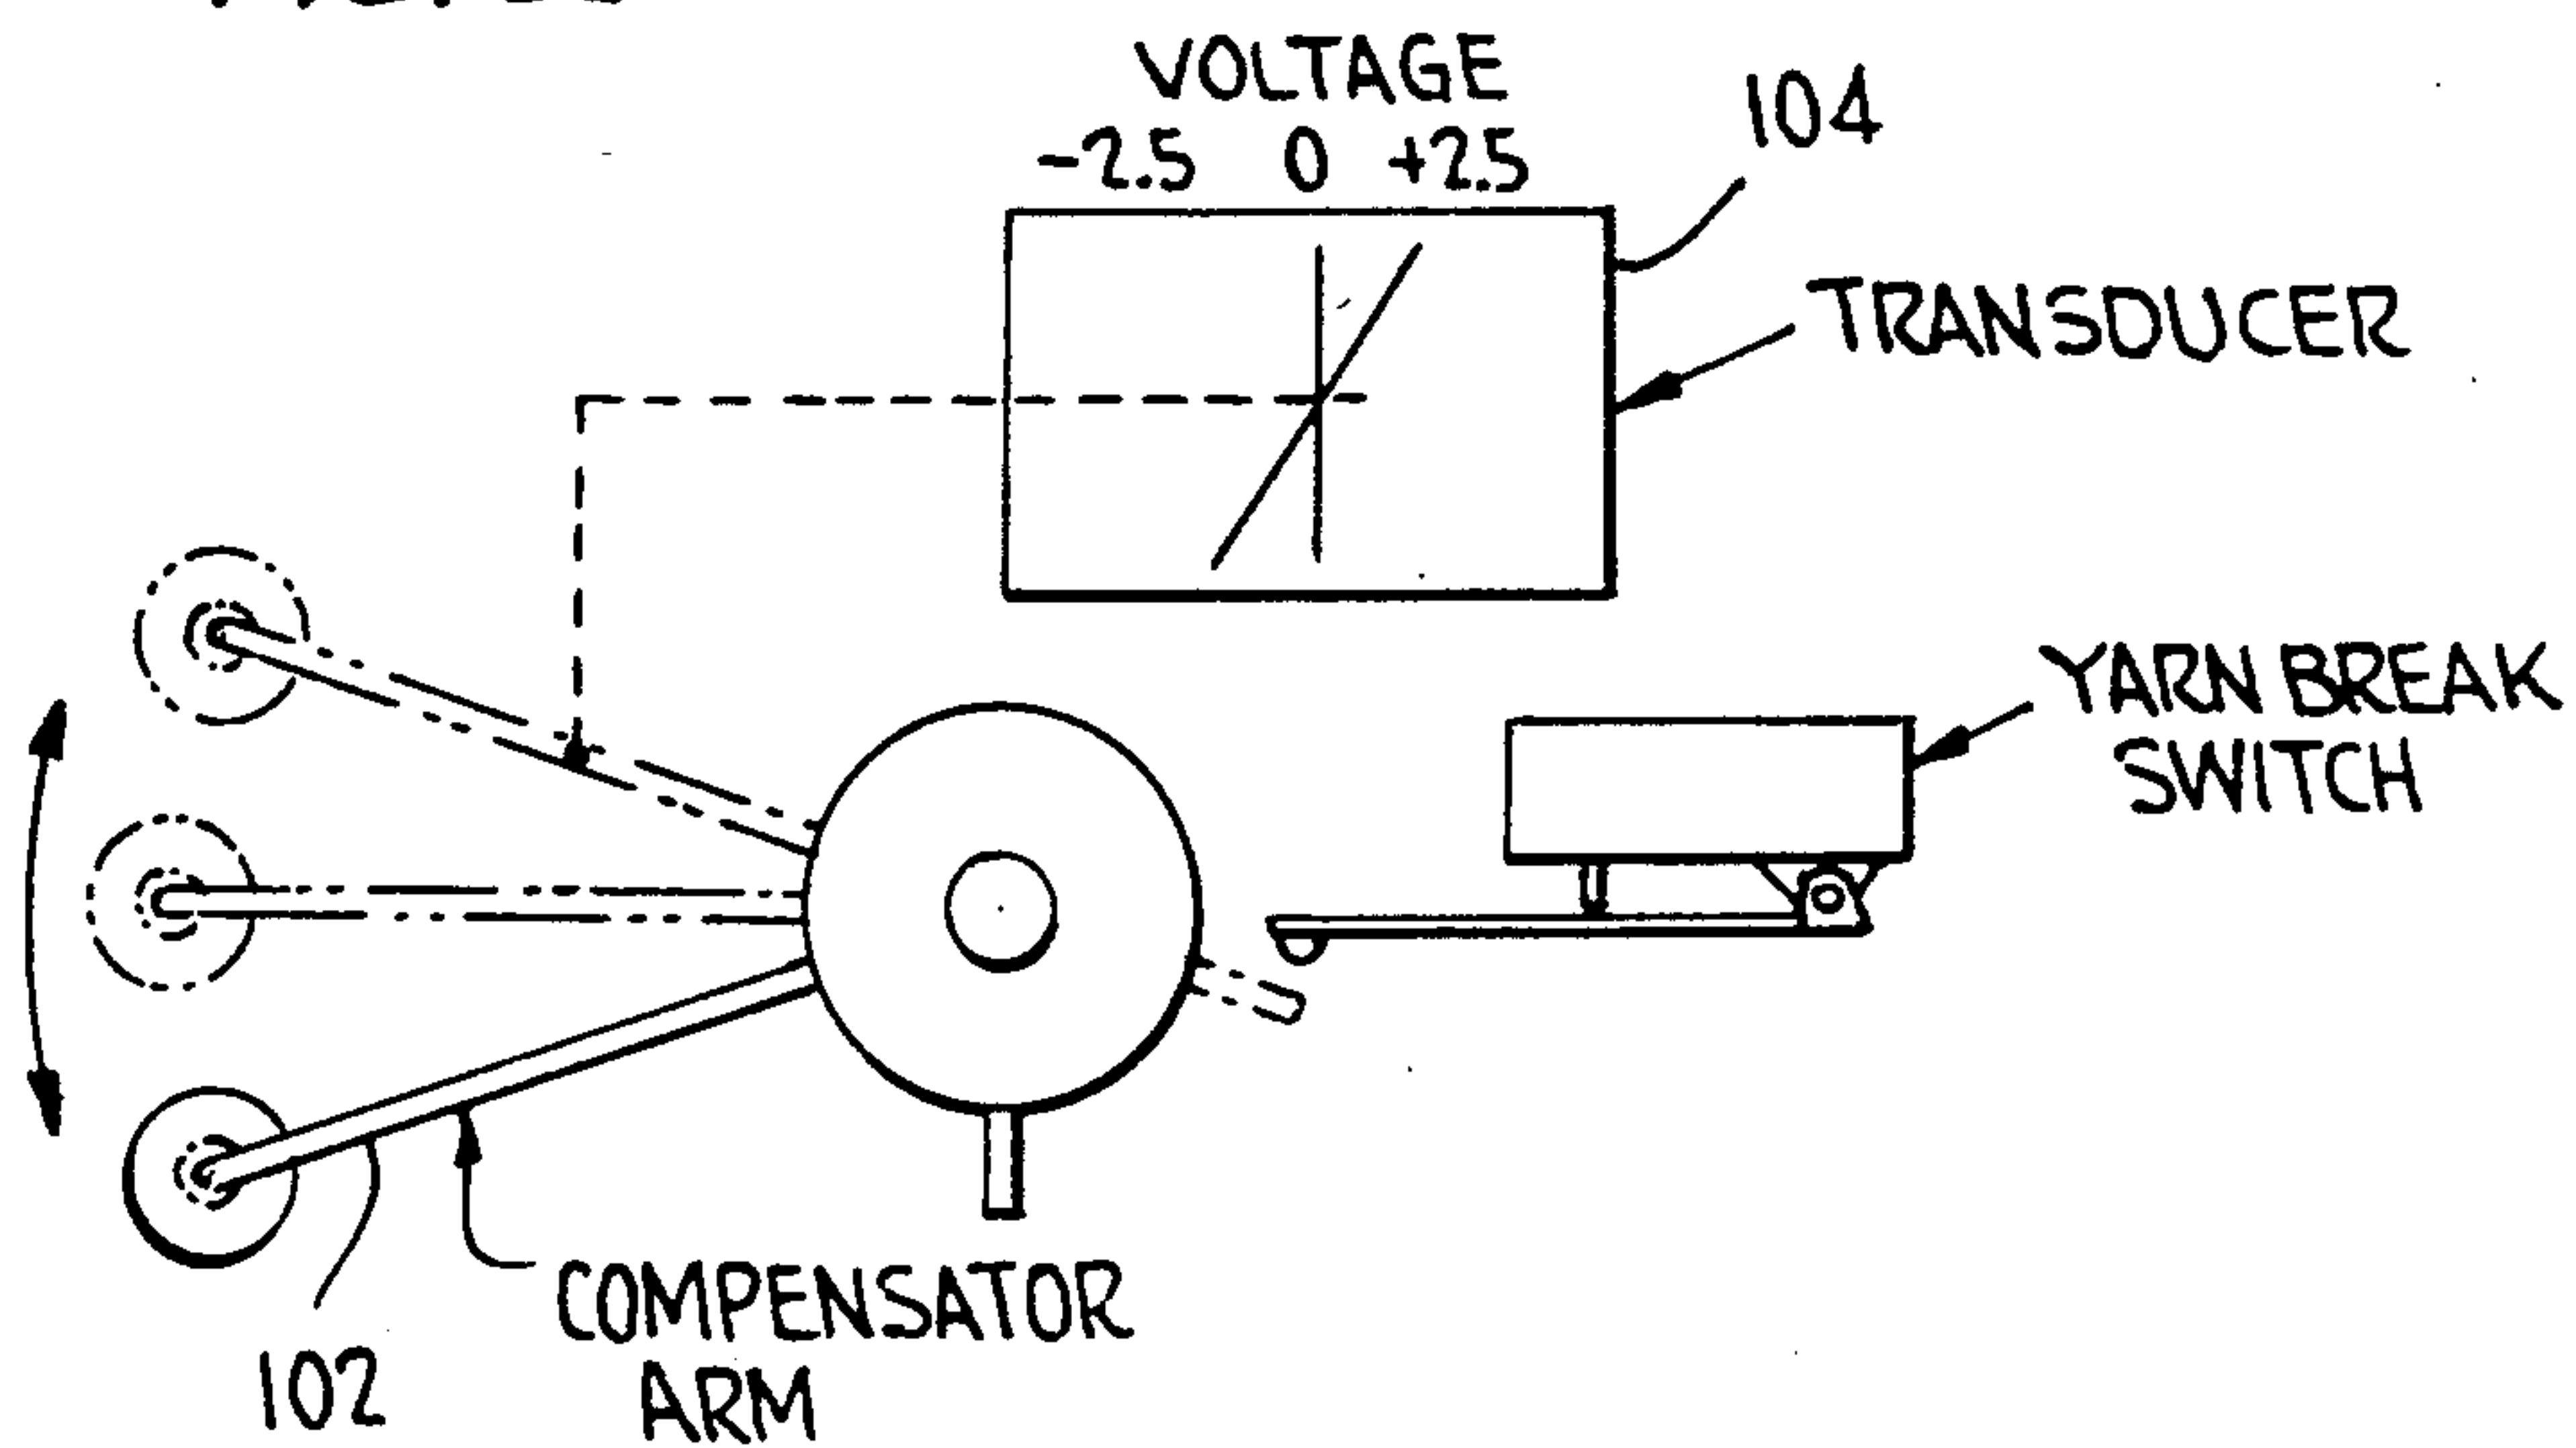 VOLTAGE
-2.5 0 +2.5
104
TRANSDUCER
YARN BREAK
SWITCH
COMPENSATOR
ARM
102